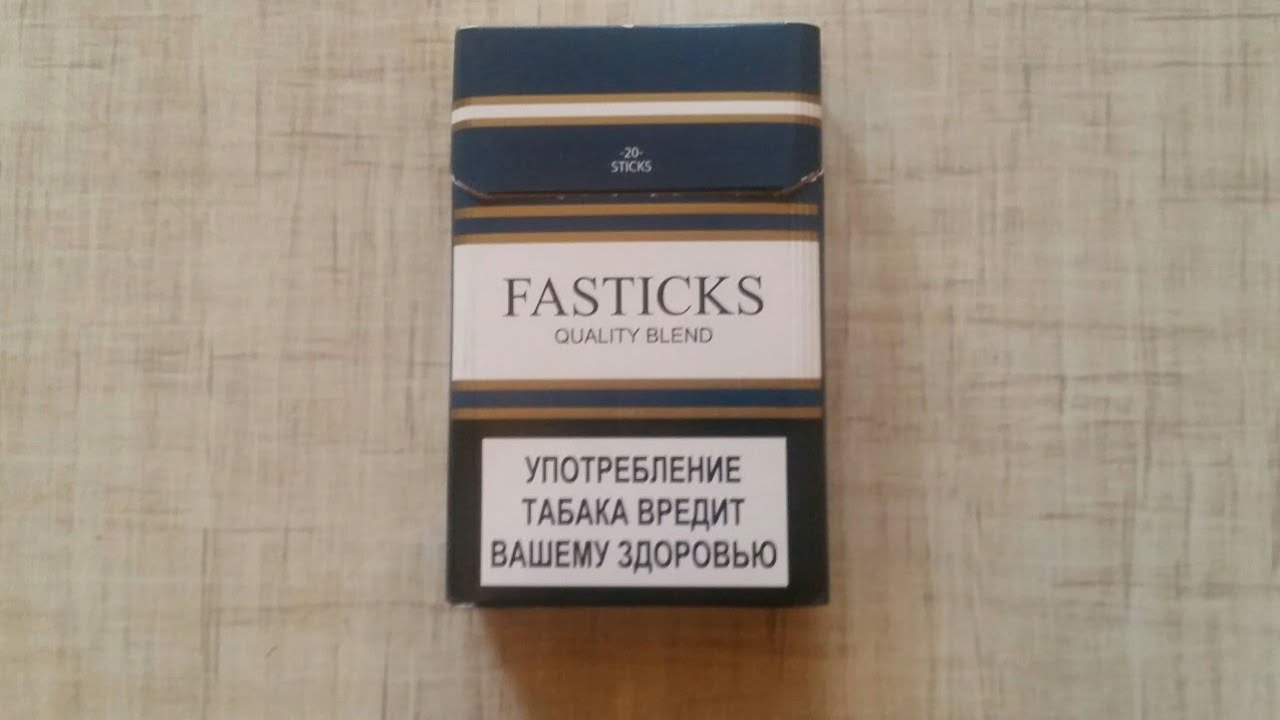 -20-
STICKS
FASTICKS
QUALITY BLEND
УПОТРЕБЛЕНИЕ
ТАБАКА ВРЕДИТ
ВАШЕМУ ЗДОРОВЬЮ